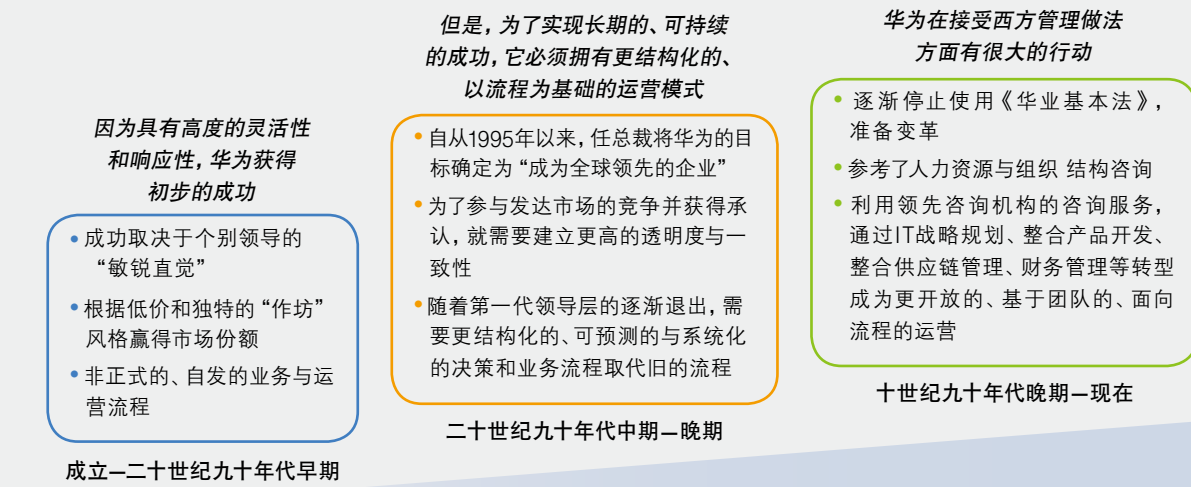 因为具有高度的灵活性
和响应性，华为获得
初步的成功
•成功取决于个别领导的
“敏锐直觉”
•根据低价和独特的“作坊”
风格赢得市场份额
•非正式的、自发的业务与运
营流程
成立—二十世纪九十年代早期
但是，为了实现长期的、可持续
的成功，它必须拥有更结构化的、
以流程为基础的运营模式
•自从1995年以来，任总裁将华为的目
标确定为“成为全球领先的企业”
•为了参与发达市场的竞争并获得承
认，就需要建立更高的透明度与一
致性
•随着第一代领导层的逐渐退出，需
要更结构化的、可预测的与系统化
的决策和业务流程取代旧的流程
二十世纪九十年代中期—晚期
华为在接受西方管理做法
方面有很大的行动
•逐渐停止使用《华业基本法》，
准备变革
•参考了人力资源与组织 结构咨询
•利用领先咨询机构的咨询服务，
通过IT战略规划、整合产品开发、
整合供应链管理、财务管理等转型
成为更开放的、基于团队的、面向
流程的运营
十世纪九十年代晚期—现在